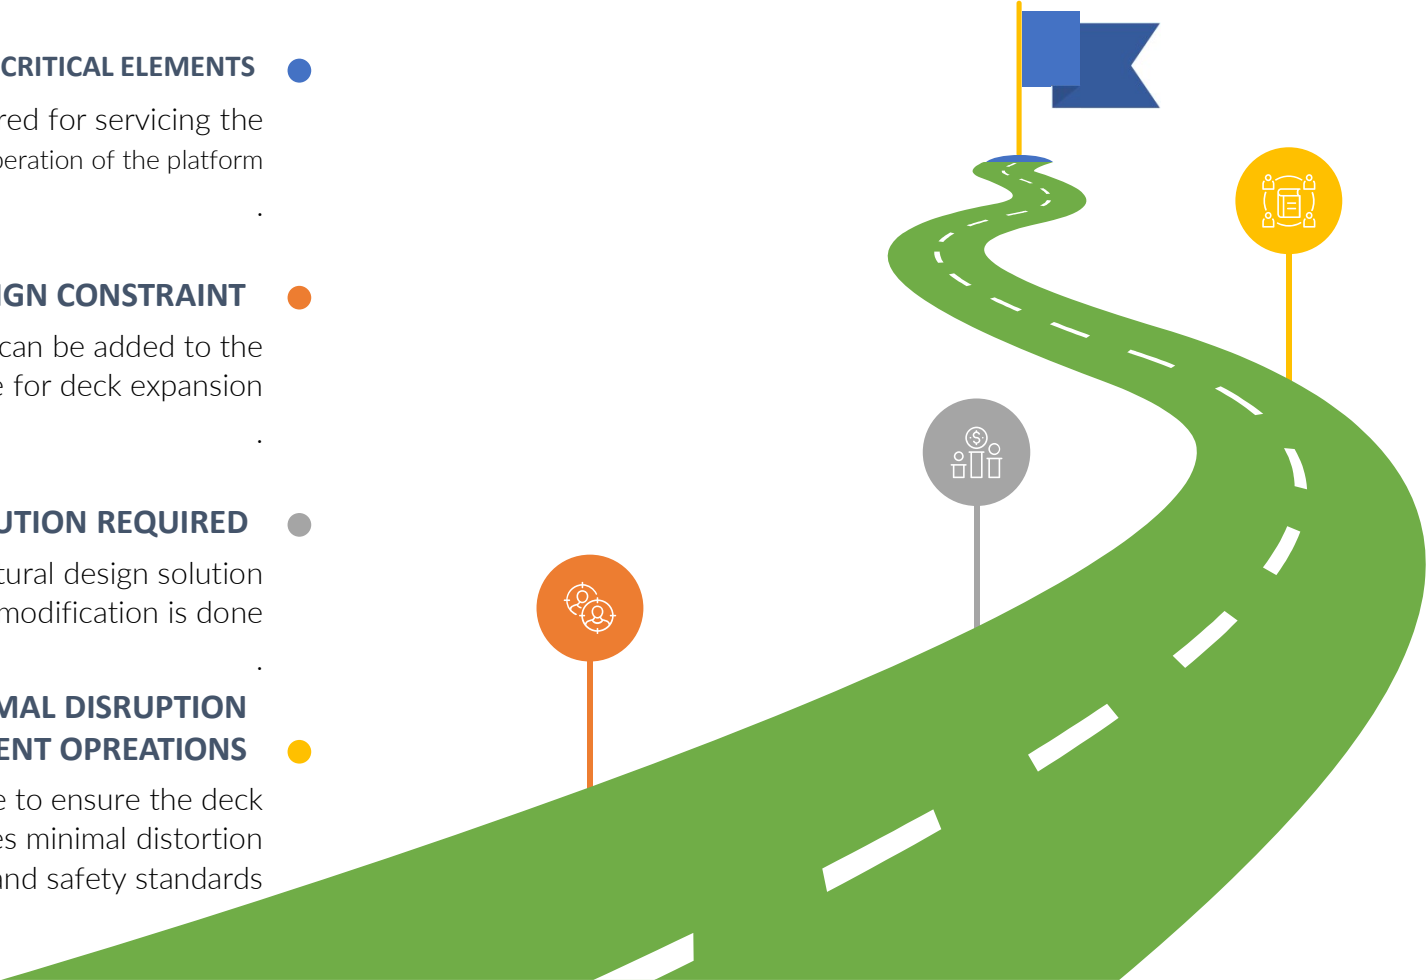 CRITICAL ELEMENTS
red for servicing the
peration of the platform
.
IGN CONSTRAINT
can be added to the
e for deck expansion
.
UTION REQUIRED
tural design solution
modification is done
.
MAL DISRUPTION
ENT OPREATIONS
e to ensure the deck
es minimal distortion
and safety standards
$